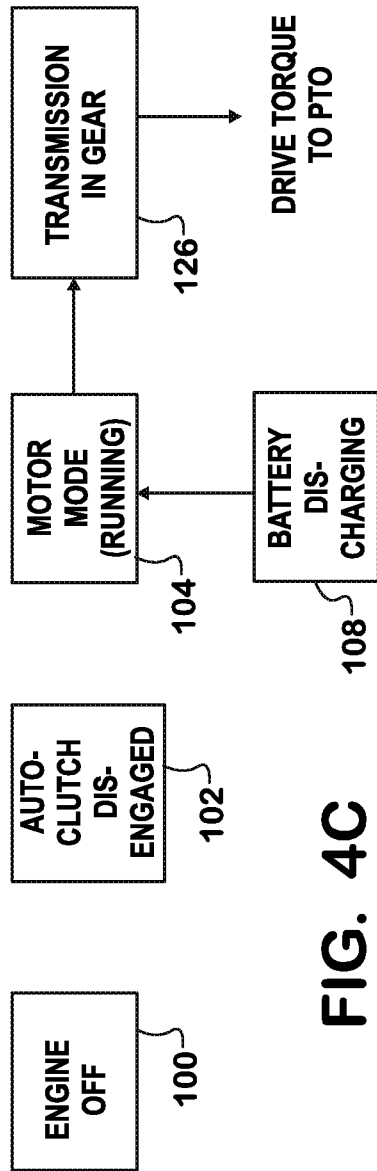 ENGINE
OFF
100
AUTO-
CLUTCH
DIS-
ENGAGED
102
MOTOR
MODE
(RUNNING)
104
TRANSMISSION
IN GEAR
126
BATTERY
DIS-
CHARGING
108
DRIVE TORQUE
TO PTO
FIG. 4C